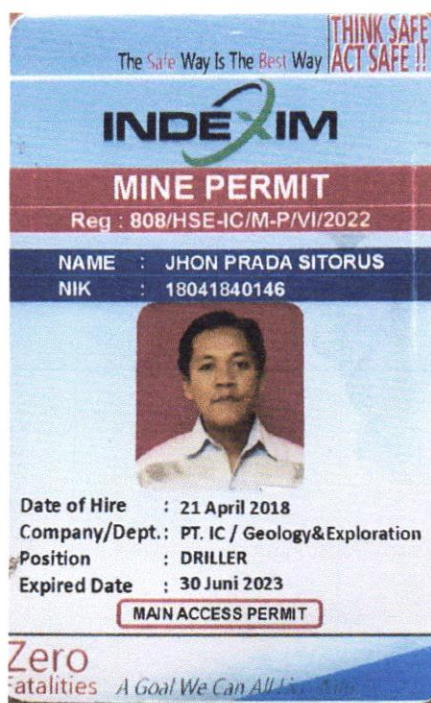 The Safe Way Is The Best Way
THINK SAFE
ACT SAFE !!
INDEXIM
MINE PERMIT
Reg : 808/HSE-IC/M-P/VI/2022
NAME : JHON PRADA SITORUS
NIK : 18041840146
Date of Hire : 21 April 2018
Company/Dept.: PT. IC / Geology&Exploration
Position : DRILLER
Expired Date : 30 Juni 2023
MAIN ACCESS PERMIT
Zero
atalities A Goal We Can All